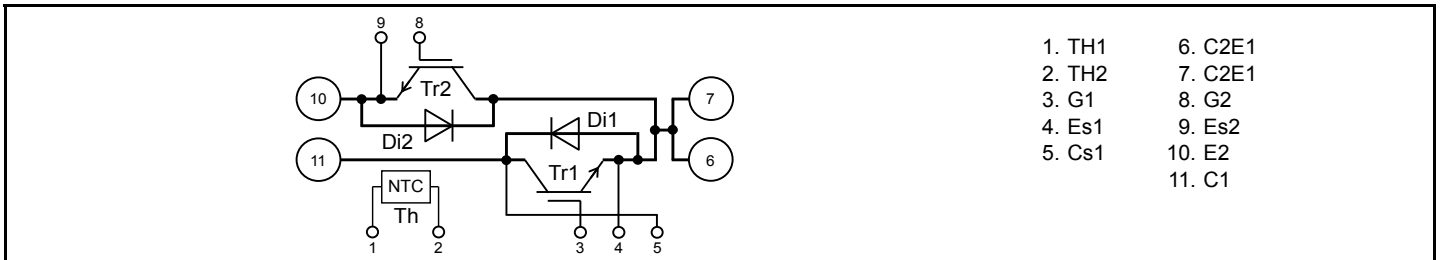 9 8
Tr2
10
7
Di2
Di1
11
Tr1
6
NTC
Th
1 2 3 4 5
1. TH1
2. TH2
3. G1
4. Es1
5. Cs1
6. C2E1
7. C2E1
8. G2
9. Es2
10. E2
11. C1